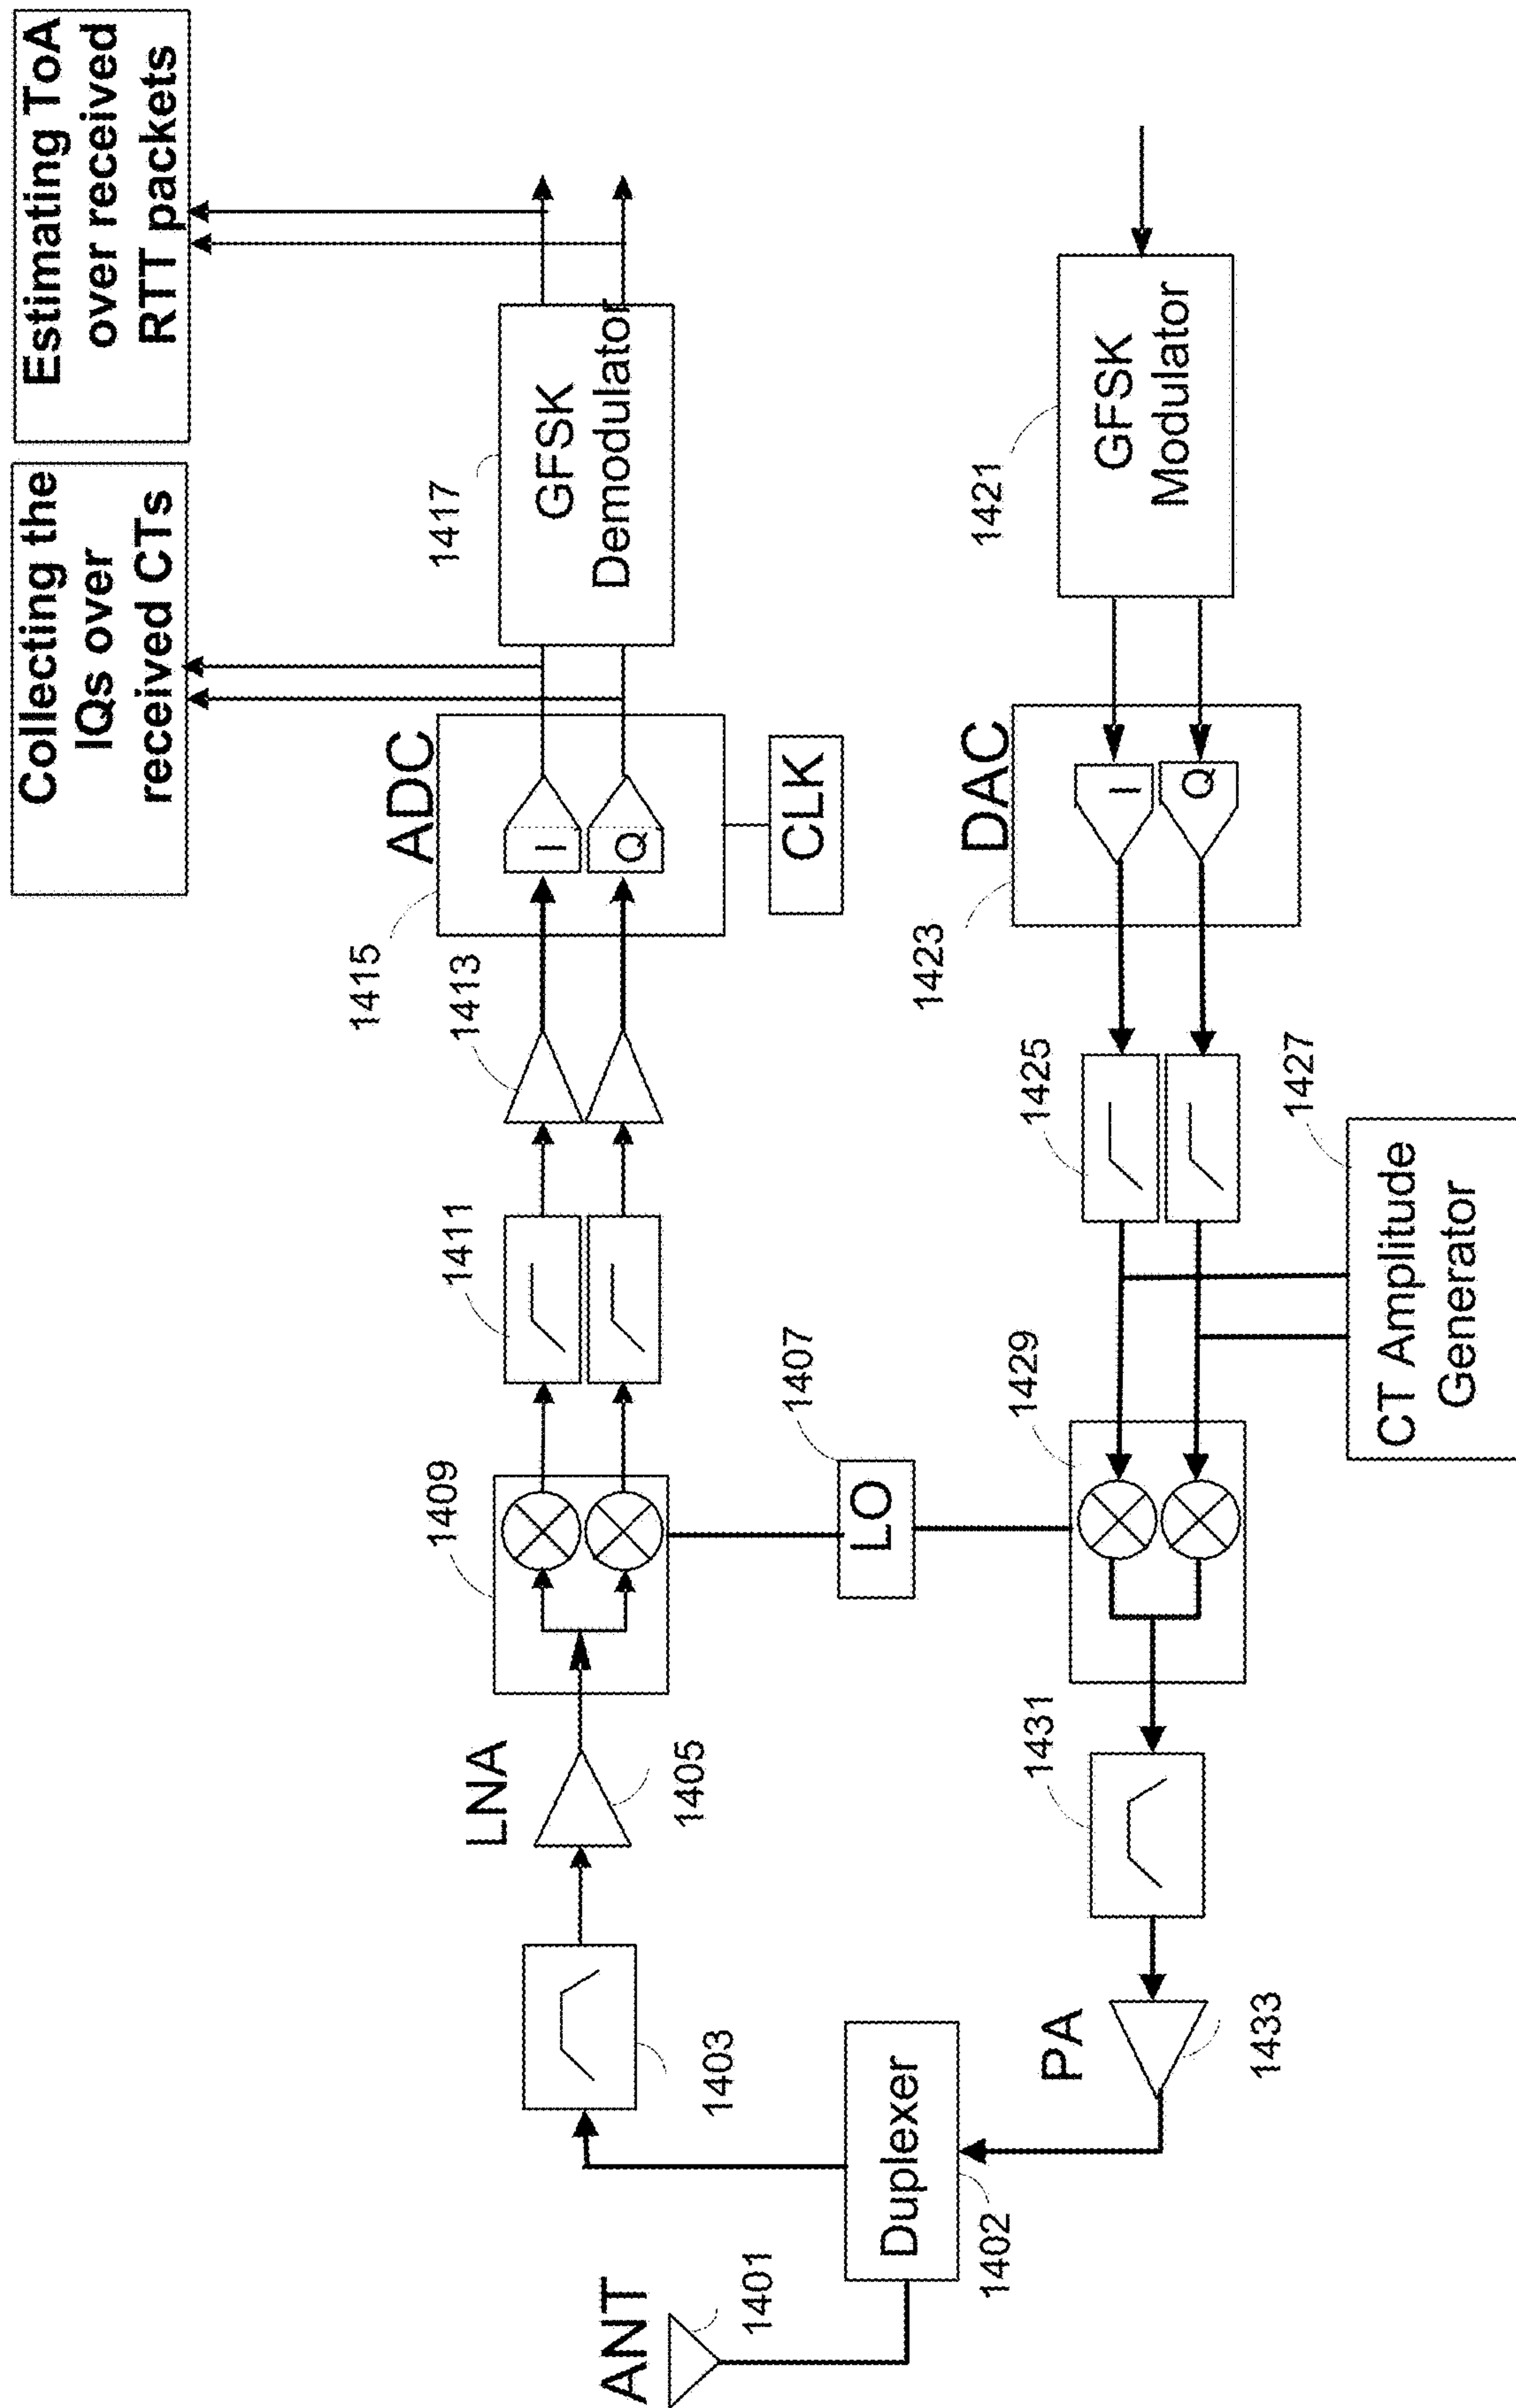 ANT
1401
Duplexer
1402
1403
LNA
1405
1409
LO
1407
1411
1413
ADC
1415
I
Q
CLK
Collecting the
IQs over
received CTs
GFSK
Demodulator
1417
Estimating ToA
over received
RTT packets
PA
1433
1431
1429
CT Amplitude
Generator
1427
1425
DAC
1423
I
Q
GFSK
Modulator
1421